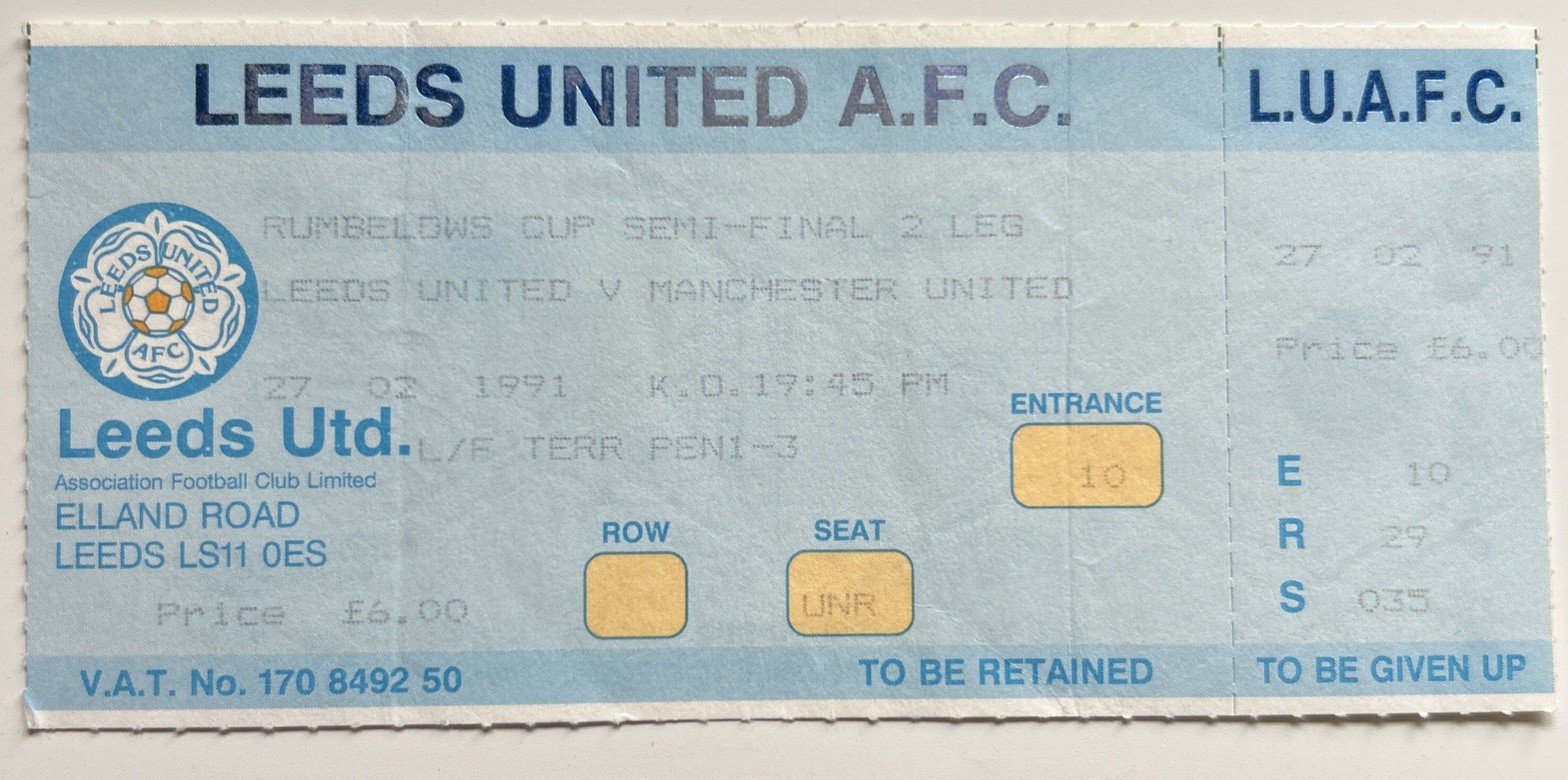 LEEDS UNITED A.F.C.
RUMBELOWS CUP SEMI-FINAL 2 LEG
LEEDS UNITED V MANCHESTER UNITED
27 02 1991 K.O.19:45 PM
L/F TERR PEN1-3
LEEDS UNITED
AFC
Leeds Utd.
Association Football Club Limited
ELLAND ROAD
LEEDS LS11 0ES
Price £6.00
ENTRANCE
10
ROW
SEAT
UNR
V.A.T. No. 170 8492 50
TO BE RETAINED
L.U.A.F.C.
27 02 91
Price £6.00
E 10
R 29
S 035
TO BE GIVEN UP